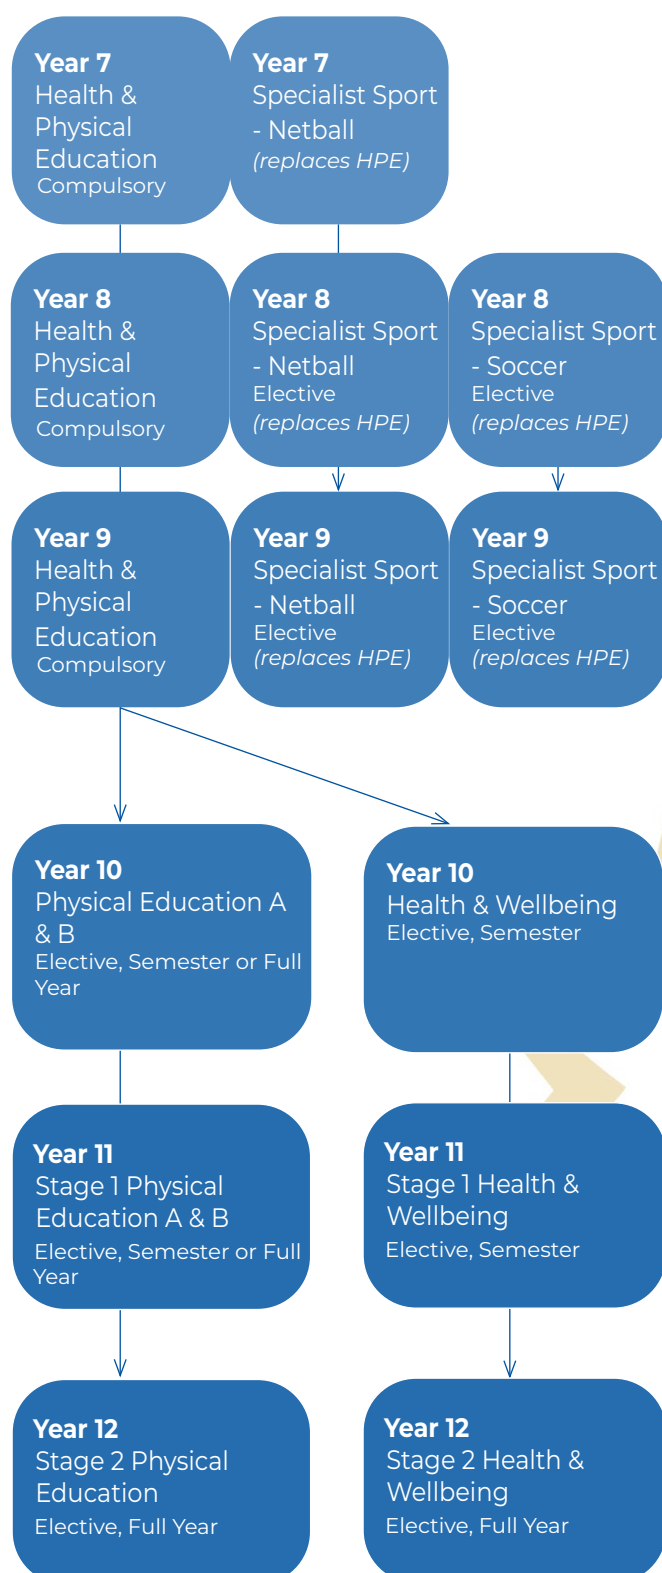 Year 7
Health &
Physical
Education
Compulsory
Year 7
Specialist Sport
- Netball
(replaces HPE)
Year 8
Health &
Physical
Education
Compulsory
Year 8
Specialist Sport
- Netball
Elective
(replaces HPE)
Year 8
Specialist Sport
- Soccer
Elective
(replaces HPE)
Year 9
Health &
Physical
Education
Compulsory
Year 9
Specialist Sport
- Netball
Elective
(replaces HPE)
Year 9
Specialist Sport
- Soccer
Elective
(replaces HPE)
Year 10
Physical Education A
& B
Elective, Semester or Full
Year
Year 10
Health & Wellbeing
Elective, Semester
Year 11
Stage 1 Physical
Education A & B
Elective, Semester or Full
Year
Year 11
Stage 1 Health &
Wellbeing
Elective, Semester
Year 12
Stage 2 Physical
Education
Elective, Full Year
Year 12
Stage 2 Health &
Wellbeing
Elective, Full Year